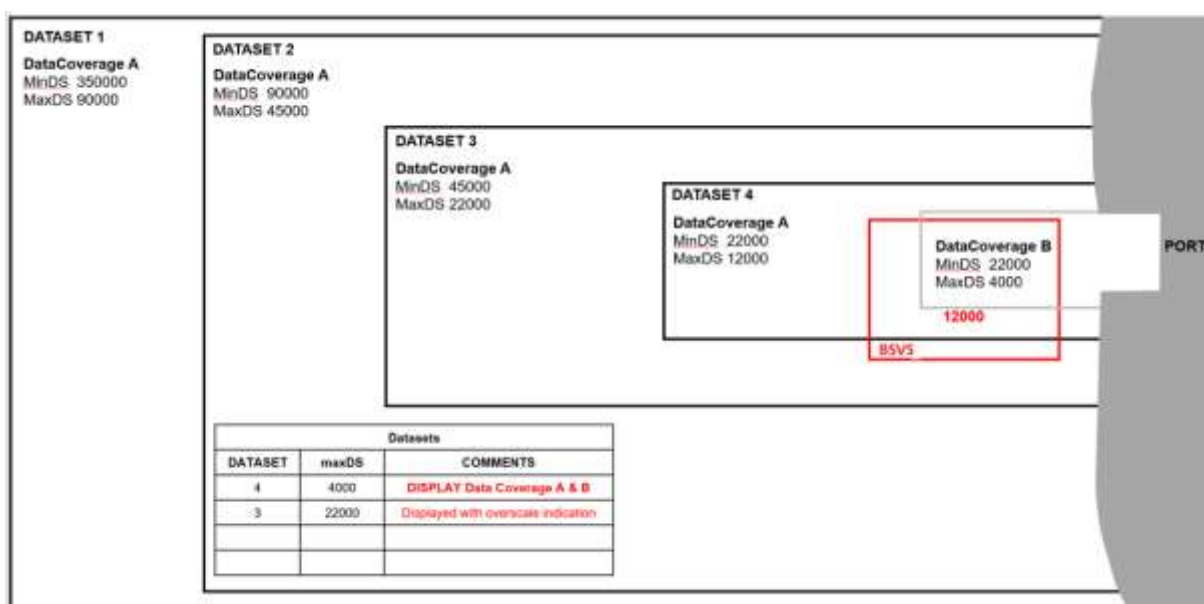 DATASET 1
DataCoverage A
MinDS 350000
MaxDS 90000
DATASET 2
DataCoverage A
MinDS 90000
MaxDS 45000
DATASET 3
DataCoverage A
MinDS 45000
MaxDS 22000
DATASET 4
DataCoverage A
MinDS 22000
MaxDS 12000
DataCoverage B
MinDS 22000
MaxDS 4000
12000
BSVS
PORT
Datasets
DATASET maxDS COMMENTS
4 4000 DISPLAY Data Coverage A & B
3 22000 Displayed with overscale indication